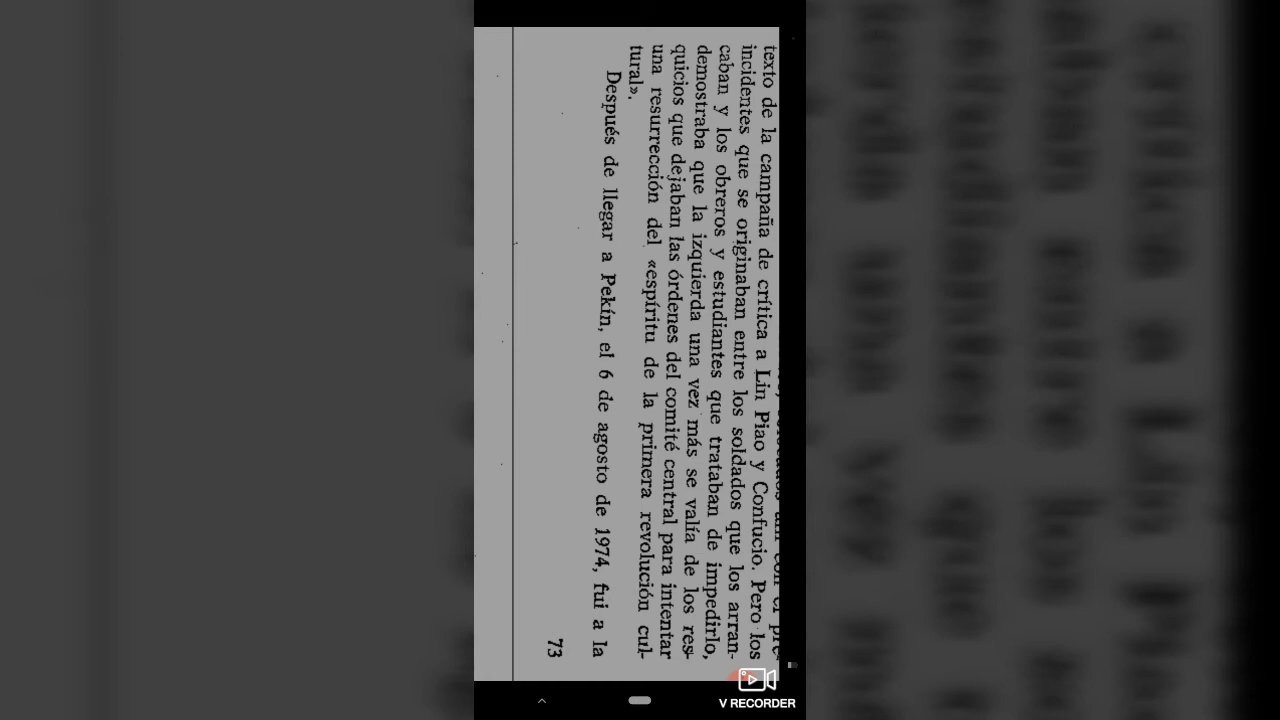 texto de la campaña de crítica a Lin Piao y Confucio. Pero los
incidentes que se originaban entre los soldados que los arran-
caban y los obreros y estudiantes que trataban de impedirlo,
demostraba que la izquierda una vez más se valía de los res-
quicios que dejaban las órdenes del comité central para intentar
una resurrección del «espíritu de la primera revolución cul-
tural».
Después de llegar a Pekín, el 6 de agosto de 1974, fui a la
73
V RECORDER